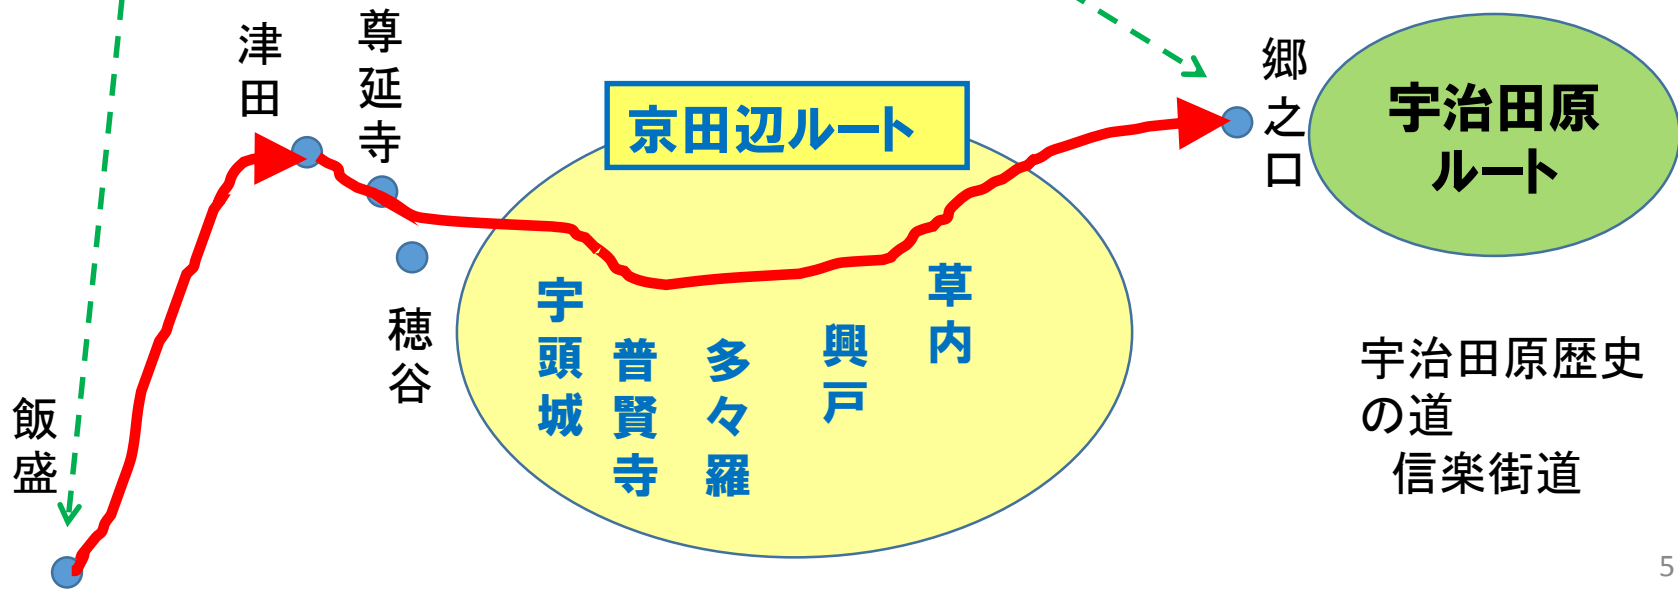 飯盛
津田
尊延寺
穂谷
京田辺ルート
宇頭城
普賢寺
多々羅
興戸
草内
郷之口
宇治田原
ルート
宇治田原歴史
の道
信楽街道
5